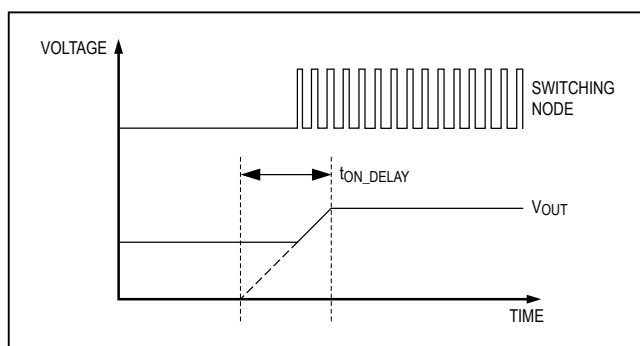 VOLTAGE
SWITCHING
NODE
tON_DELAY
VOUT
TIME